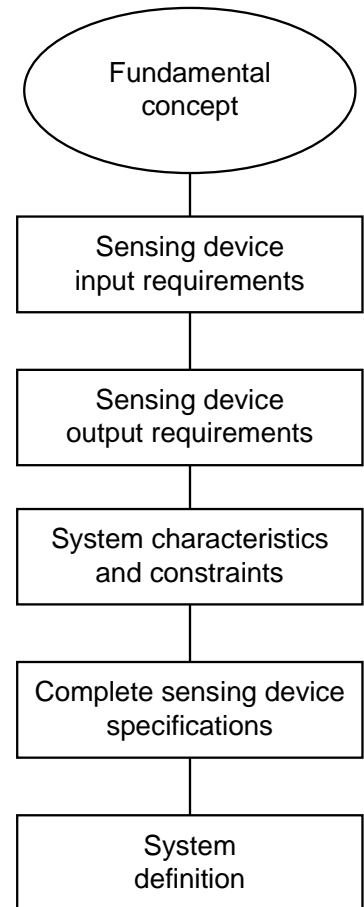 Fundamental
concept
Sensing device
input requirements
Sensing device
output requirements
System characteristics
and constraints
Complete sensing device
specifications
System
definition